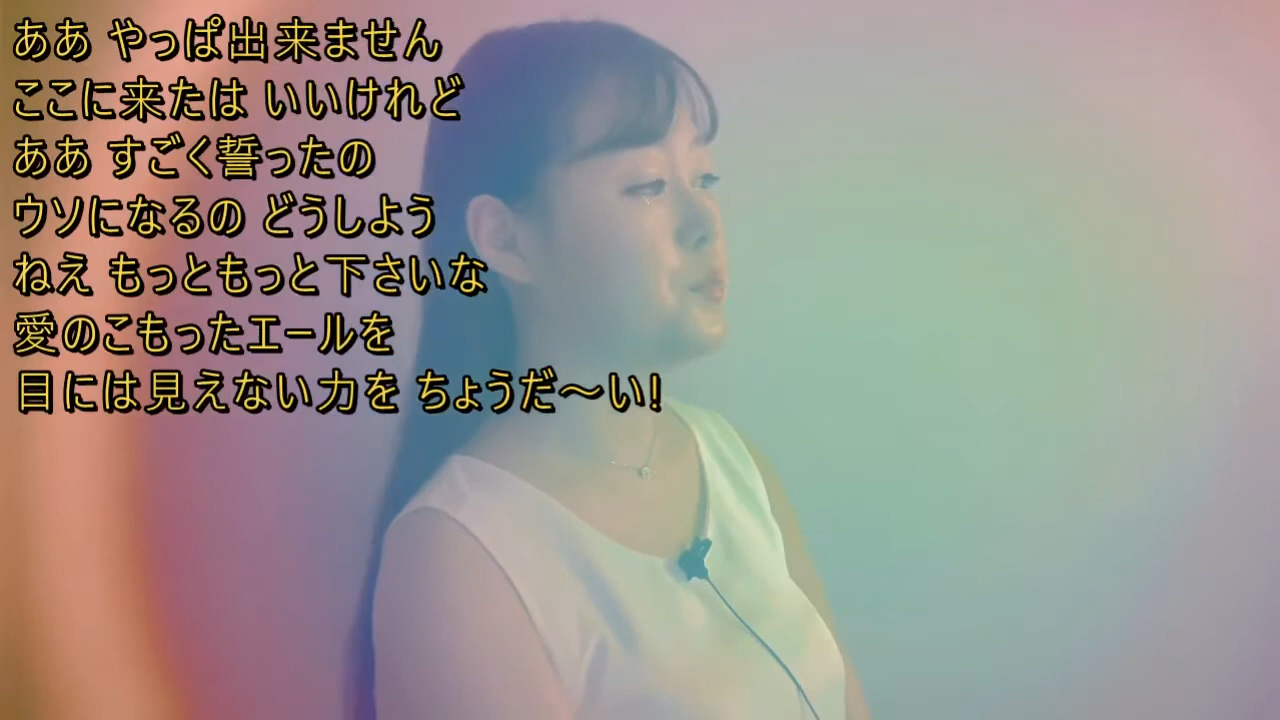 ああ やっぱ出来ません
ここに来たは いいけれど
ああ すごく誓ったの
ウソになるの どうしよう
ねえ もっともっと下さいな
愛のこもったエールを
目には見えない力を ちょうだ〜い!